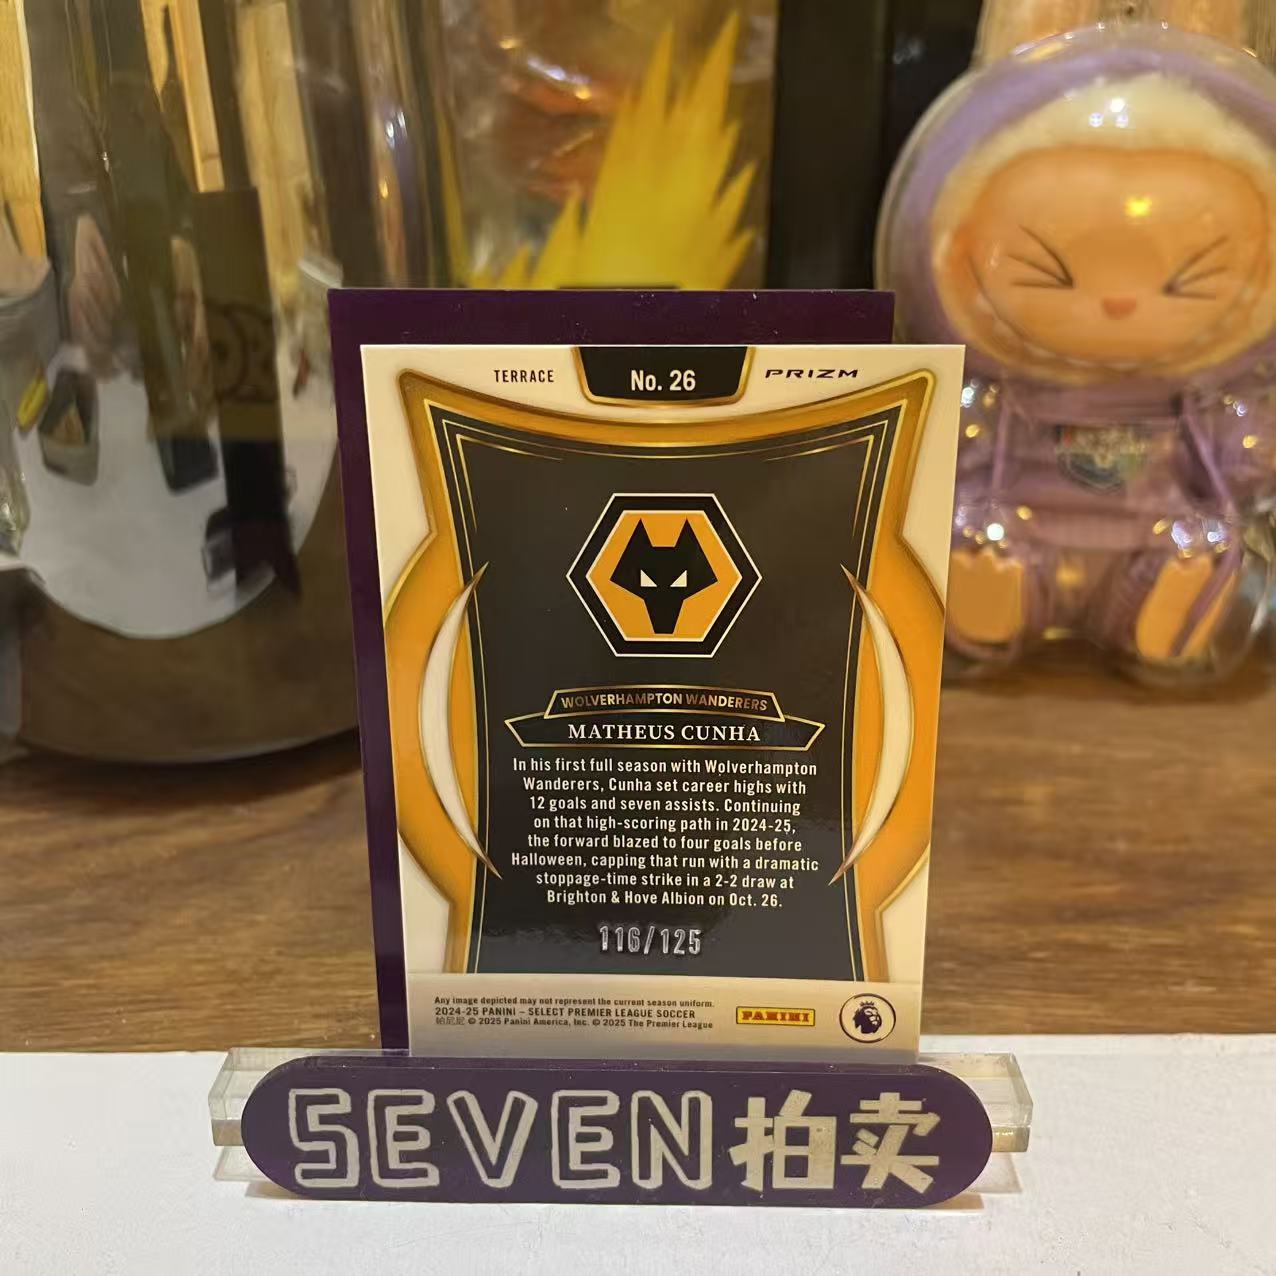 TERRACE
No. 26
PRIZM
WOLVERHAMPTON WANDERERS
MATHEUS CUNHA
In his first full season with Wolverhampton
Wanderers, Cunha set career highs with
12 goals and seven assists. Continuing
on that high-scoring path in 2024-25,
the forward blazed to four goals before
Halloween, capping that run with a dramatic
stoppage-time strike in a 2-2 draw at
Brighton & Hove Albion on Oct. 26.
116/125
Any image depicted may not represent the current season uniform.
2024-25 PANINI – SELECT PREMIER LEAGUE SOCCER
帕尼尼 © 2025 Panini America, Inc. © 2025 The Premier League
PANINI
SEVEN拍卖